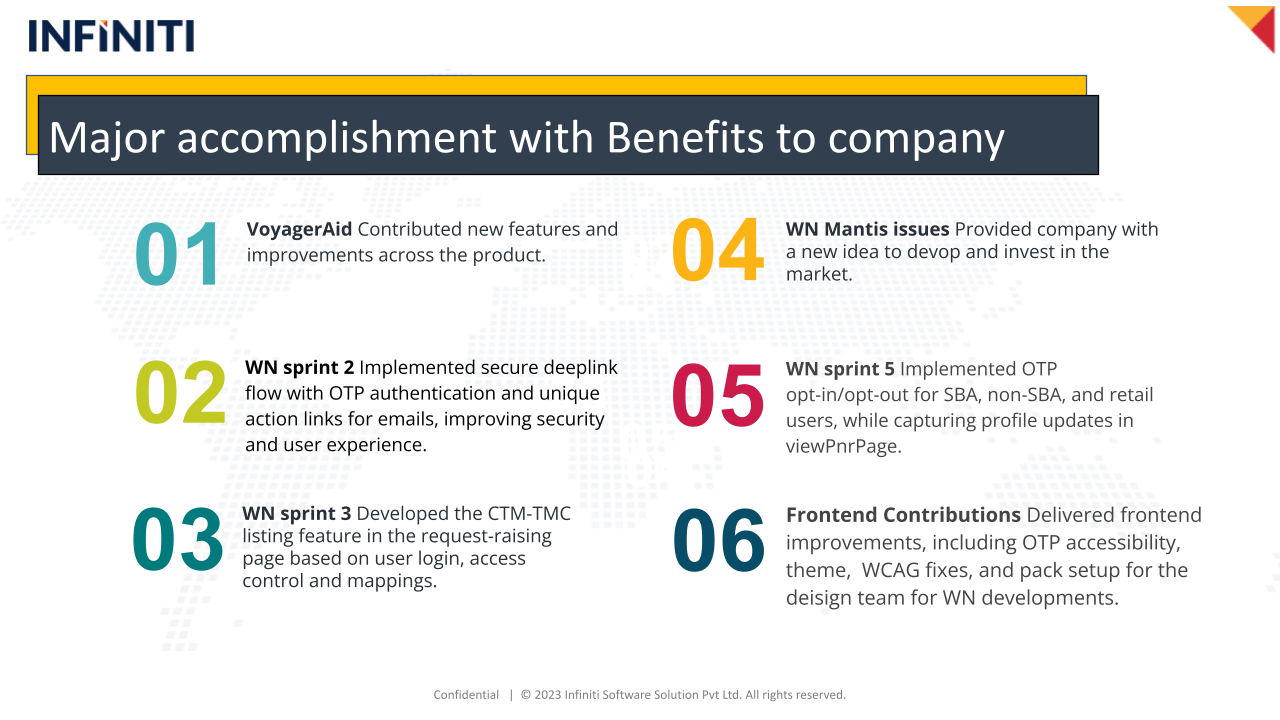 INFINITI
Major accomplishment with Benefits to company
01
VoyagerAid Contributed new features and
improvements across the product.
02
WN sprint 2 Implemented secure deeplink
flow with OTP authentication and unique
action links for emails, improving security
and user experience.
03
WN sprint 3 Developed the CTM-TMC
listing feature in the request-raising
page based on user login, access
control and mappings.
04
WN Mantis issues Provided company with
a new idea to devop and invest in the
market.
05
WN sprint 5 Implemented OTP
opt-in/opt-out for SBA, non-SBA, and retail
users, while capturing profile updates in
viewPnrPage.
06
Frontend Contributions Delivered frontend
improvements, including OTP accessibility,
theme,  WCAG fixes, and pack setup for the
deisign team for WN developments.
Confidential | © 2023 Infiniti Software Solution Pvt Ltd. All rights reserved.